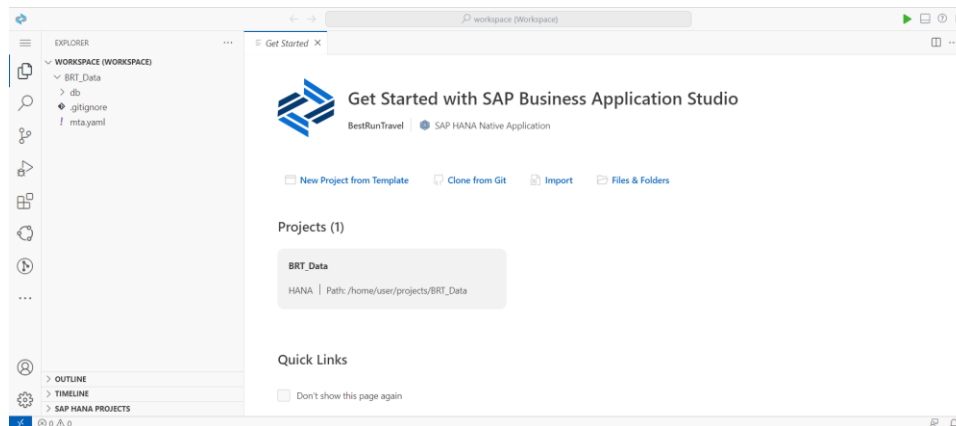 workspace (Workspace)
EXPLORER
Get Started
WORKSPACE (WORKSPACE)
BRT_Data
db
.gitignore
! mta.yaml
Get Started with SAP Business Application Studio
BestRunTravel | SAP HANA Native Application
New Project from Template Clone from Git Import Files & Folders
Projects (1)
BRT_Data
HANA | Path: /home/user/projects/BRT_Data
Quick Links
Don't show this page again
OUTLINE
TIMELINE
SAP HANA PROJECTS
0 0